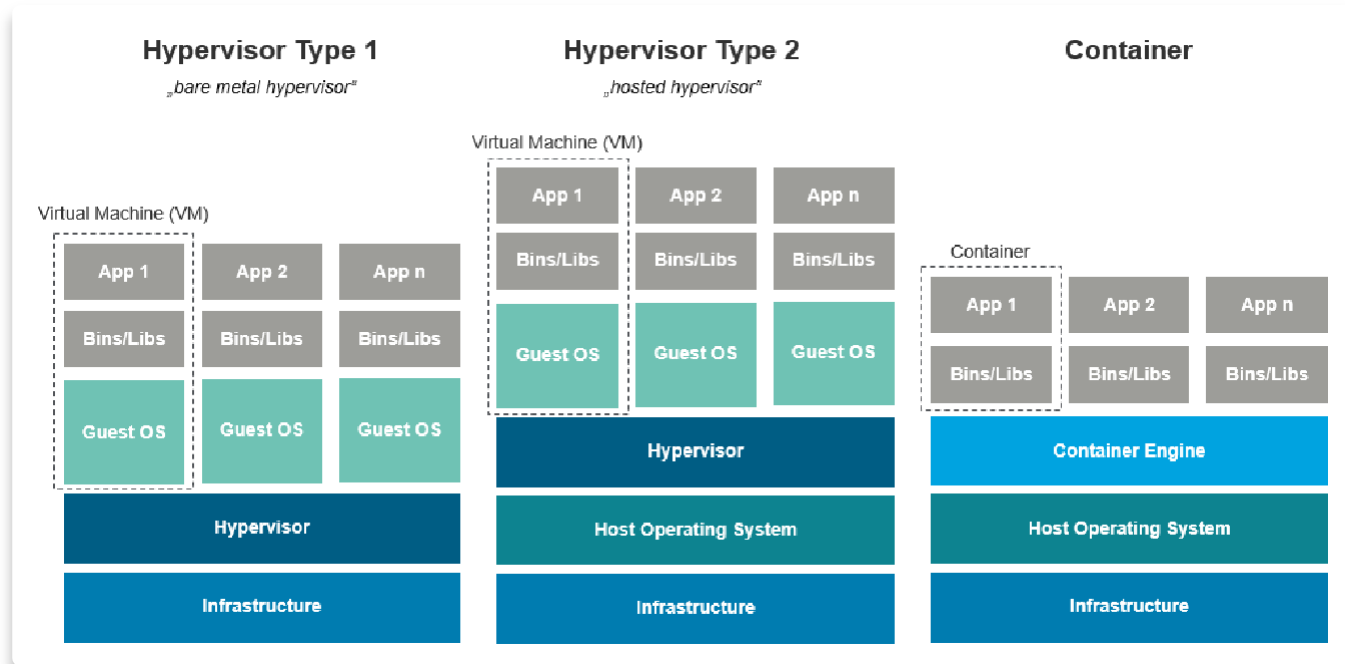 Hypervisor Type 1
„bare metal hypervisor“
Virtual Machine (VM)
App 1 App 2 App n
Bins/Libs Bins/Libs Bins/Libs
Guest OS Guest OS Guest OS
Hypervisor
Infrastructure
Hypervisor Type 2
„hosted hypervisor“
Virtual Machine (VM)
App 1 App 2 App n
Bins/Libs Bins/Libs Bins/Libs
Guest OS Guest OS Guest OS
Hypervisor
Host Operating System
Infrastructure
Container
Container
App 1 App 2 App n
Bins/Libs Bins/Libs Bins/Libs
Container Engine
Host Operating System
Infrastructure